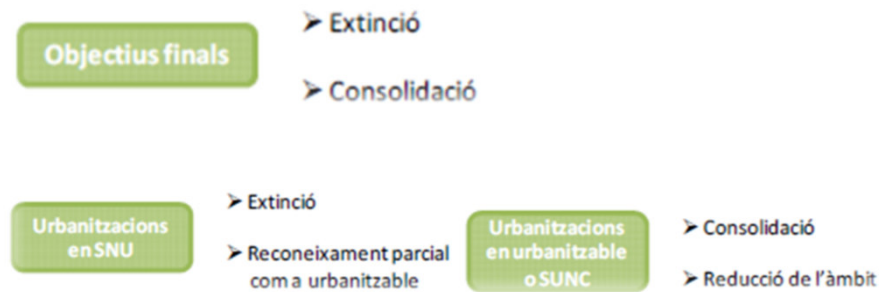 Objectius finals
➢ Extinció
➢ Consolidació
Urbanitzacions
en SNU
➢ Extinció
➢ Reconeixament parcial
com a urbanitzable
Urbanitzacions
en urbanitzable
o SUNC
➢ Consolidació
➢ Reducció de l'àmbit